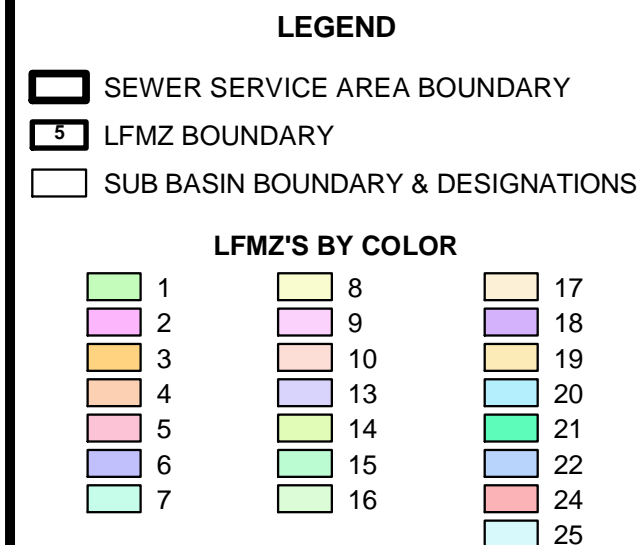 LEGEND
SEWER SERVICE AREA BOUNDARY
5 LFMZ BOUNDARY
SUB BASIN BOUNDARY & DESIGNATIONS
LFMZ'S BY COLOR
1 8 17
2 9 18
3 10 19
4 13 20
5 14 21
6 15 22
7 16 24
25